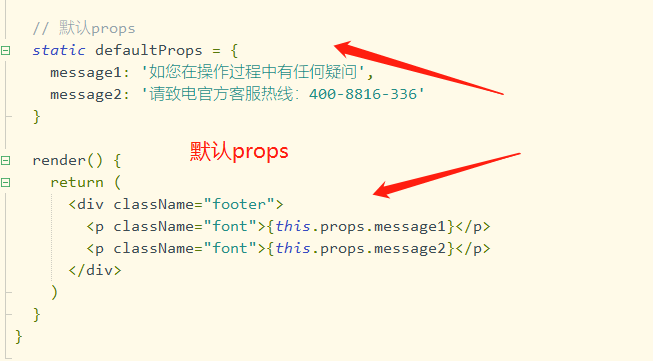 // 默认props
static defaultProps = {
message1: '如您在操作过程中有任何疑问',
message2: '请致电官方客服热线：400-8816-336'
}
默认props
render() {
return (
<div className="footer">
<p className="font">{this.props.message1}</p>
<p className="font">{this.props.message2}</p>
</div>
)
}
}